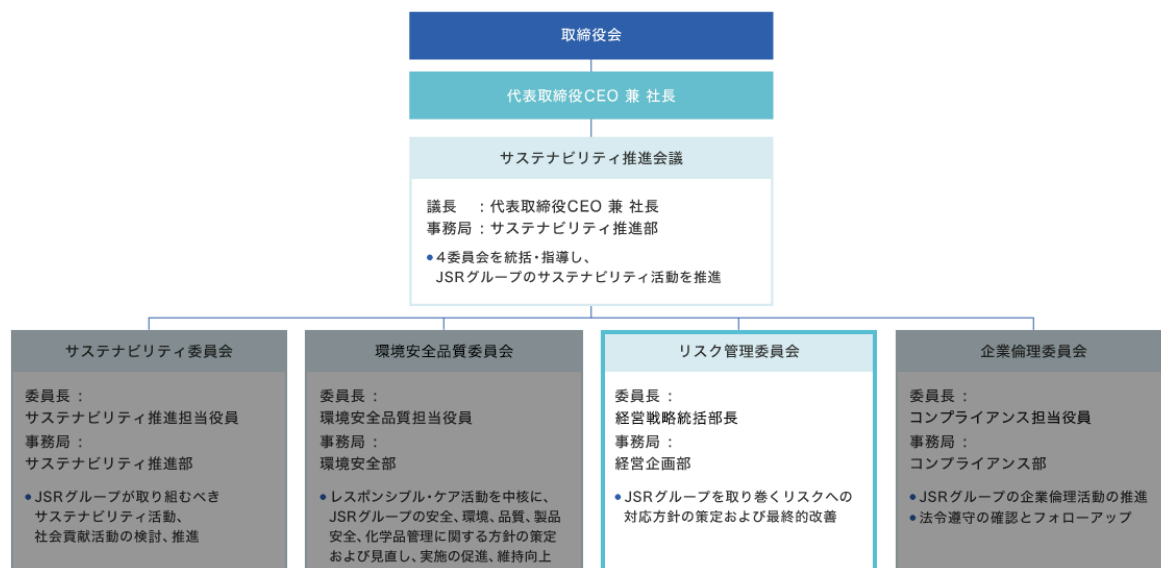 取締役会
代表取締役CEO 兼 社長
サステナビリティ推進会議
議長　：代表取締役CEO 兼 社長
事務局：サステナビリティ推進部
●4委員会を統括・指導し、
JSRグループのサステナビリティ活動を推進
サステナビリティ委員会
委員長：
サステナビリティ推進担当役員
事務局：
サステナビリティ推進部
●JSRグループが取り組むべき
サステナビリティ活動、
社会貢献活動の検討、推進
環境安全品質委員会
委員長：
環境安全品質担当役員
事務局：
環境安全部
●レスポンシブル・ケア活動を中核に、
JSRグループの安全、環境、品質、製品
安全、化学品管理に関する方針の策定
および見直し、実施の促進、維持向上
リスク管理委員会
委員長：
経営戦略統括部長
事務局：
経営企画部
●JSRグループを取り巻くリスクへの
対応方針の策定および最終的改善
企業倫理委員会
委員長：
コンプライアンス担当役員
事務局：
コンプライアンス部
●JSRグループの企業倫理活動の推進
●法令遵守の確認とフォローアップ